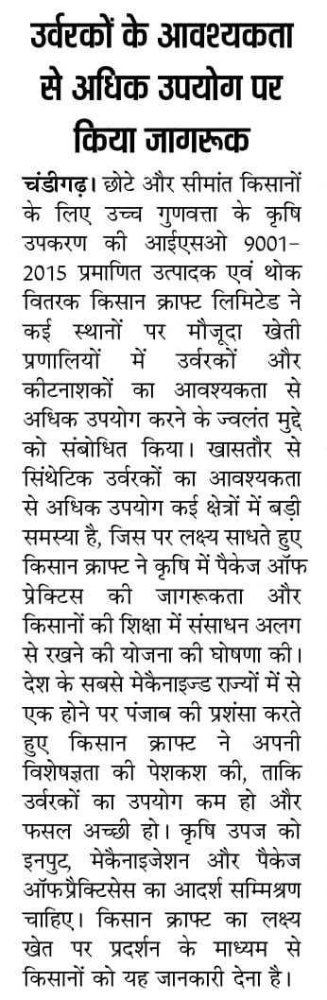 उर्वरकों के आवश्यकता
से अधिक उपयोग पर
किया जागरूक
चंडीगढ़। छोटे और सीमांत किसानों
के लिए उच्च गुणवत्ता के कृषि
उपकरण की आईएसओ 9001-
2015 प्रमाणित उत्पादक एवं थोक
वितरक किसान क्राफ्ट लिमिटेड ने
कई स्थानों पर मौजूदा खेती
प्रणालियों में उर्वरकों और
कीटनाशकों का आवश्यकता से
अधिक उपयोग करने के ज्वलंत मुद्दे
को संबोधित किया। खासतौर से
सिंथेटिक उर्वरकों का आवश्यकता
से अधिक उपयोग कई क्षेत्रों में बड़ी
समस्या है, जिस पर लक्ष्य साधते हुए
किसान क्राफ्ट ने कृषि में पैकेज ऑफ
प्रेक्टिस की जागरूकता और
किसानों की शिक्षा में संसाधन अलग
से रखने की योजना की घोषणा की।
देश के सबसे मेकैनाइज्ड राज्यों में से
एक होने पर पंजाब की प्रशंसा करते
हुए किसान क्राफ्ट ने अपनी
विशेषज्ञता की पेशकश की, ताकि
उर्वरकों का उपयोग कम हो और
फसल अच्छी हो। कृषि उपज को
इनपुट, मेकैनाइजेशन और पैकेज
ऑफप्रैक्टिसेस का आदर्श सम्मिश्रण
चाहिए। किसान क्राफ्ट का लक्ष्य
खेत पर प्रदर्शन के माध्यम से
किसानों को यह जानकारी देना है।